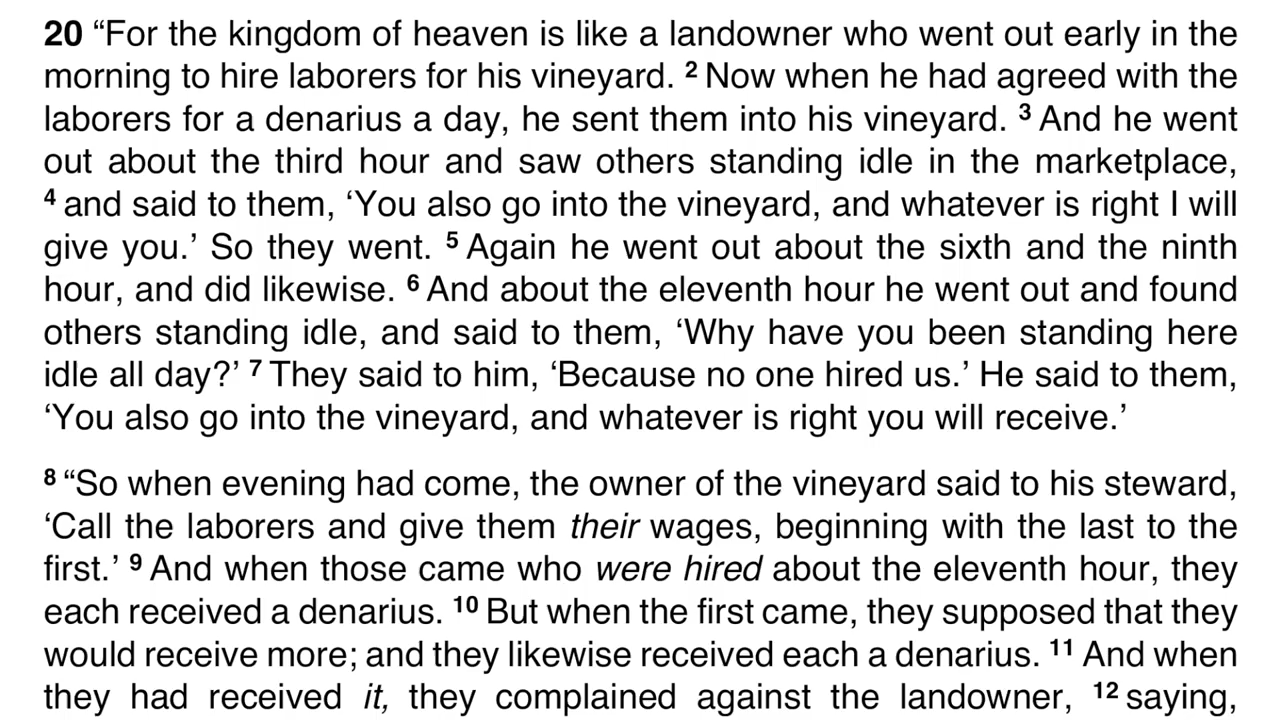 20 “For the kingdom of heaven is like a landowner who went out early in the
morning to hire laborers for his vineyard. 2 Now when he had agreed with the
laborers for a denarius a day, he sent them into his vineyard. 3 And he went
out about the third hour and saw others standing idle in the marketplace,
4 and said to them, ‘You also go into the vineyard, and whatever is right I will
give you.’ So they went. 5 Again he went out about the sixth and the ninth
hour, and did likewise. 6 And about the eleventh hour he went out and found
others standing idle, and said to them, ‘Why have you been standing here
idle all day?’ 7 They said to him, ‘Because no one hired us.’ He said to them,
‘You also go into the vineyard, and whatever is right you will receive.’
8 “So when evening had come, the owner of the vineyard said to his steward,
‘Call the laborers and give them their wages, beginning with the last to the
first.’ 9 And when those came who were hired about the eleventh hour, they
each received a denarius. 10 But when the first came, they supposed that they
would receive more; and they likewise received each a denarius. 11 And when
they had received it, they complained against the landowner, 12 saying,